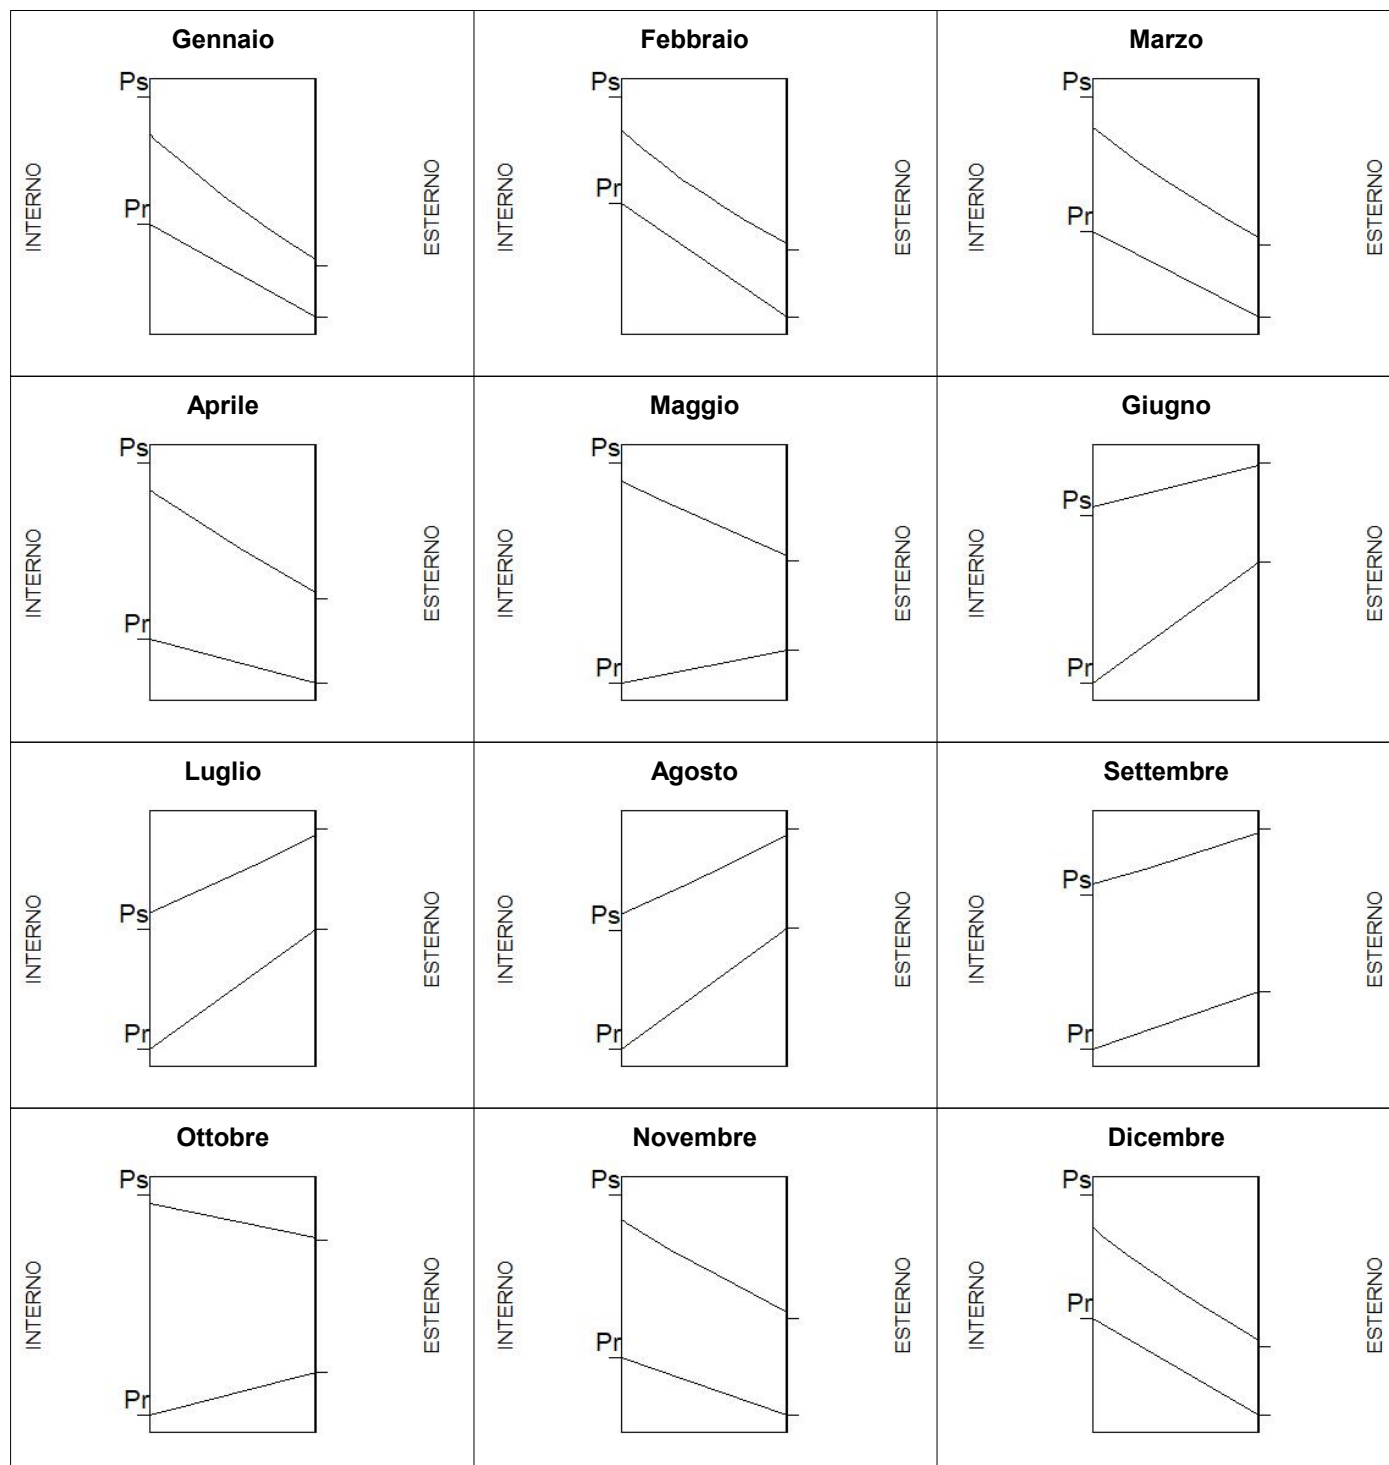 Gennaio
Febbraio
Marzo
Ps
Ps
Ps
INTERNO
Pr
ESTERNO
INTERNO
Pr
ESTERNO
INTERNO
Pr
ESTERNO
Aprile
Maggio
Giugno
Ps
Ps
Ps
INTERNO
Pr
ESTERNO
INTERNO
Pr
ESTERNO
INTERNO
Pr
ESTERNO
Luglio
Agosto
Settembre
Ps
Ps
Ps
INTERNO
Pr
ESTERNO
INTERNO
Pr
ESTERNO
INTERNO
Pr
ESTERNO
Ottobre
Novembre
Dicembre
Ps
Ps
Ps
INTERNO
Pr
ESTERNO
INTERNO
Pr
ESTERNO
INTERNO
Pr
ESTERNO